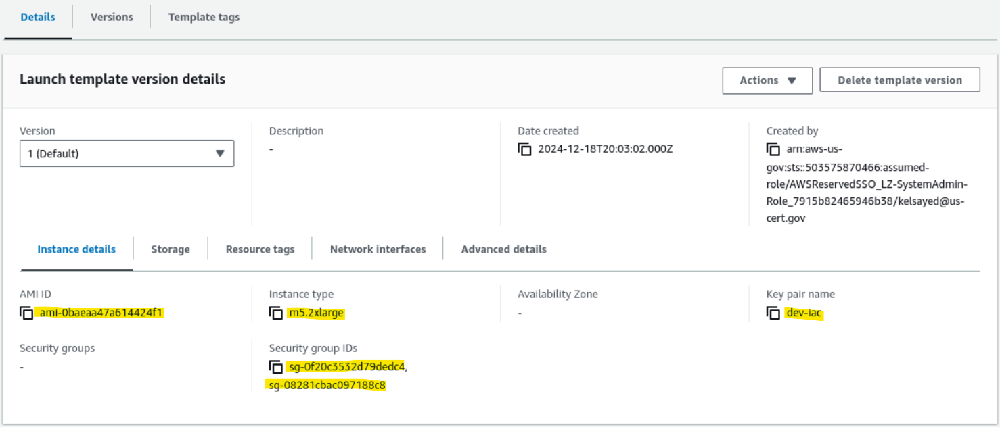 Details
Versions
Template tags
Launch template version details
Actions
Delete template version
Version
1 (Default)
Description
-
Date created
2024-12-18T20:03:02.000Z
Created by
arn:aws-us-
gov:sts::503575870466:assumed-
role/AWSReservedSSO_LZ-SystemAdmin-
Role_7915b82465946b38/kelsayed@us-
cert.gov
Instance details
Storage
Resource tags
Network interfaces
Advanced details
AMI ID
ami-0baeaa47a614424f1
Instance type
m5.2xlarge
Availability Zone
-
Key pair name
dev-iac
Security groups
-
Security group IDs
sg-0f20c3532d79dedc4,
sg-08281cbac097188c8